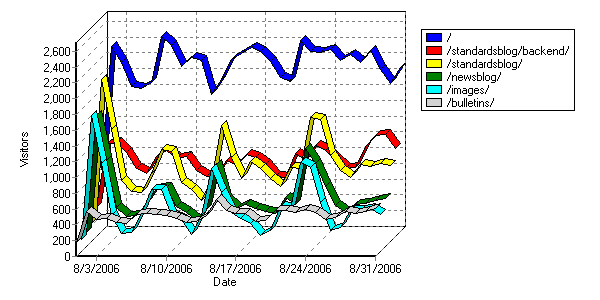 2,600
2,400
2,200
2,000
1,800
1,600
1,400
1,200
1,000
800
600
400
200
0
Visitors
8/3/2006 8/10/2006 8/17/2006 8/24/2006 8/31/2006
Date
/
/standardsblog/backend/
/standardsblog/
/newsblog/
/images/
/bulletins/